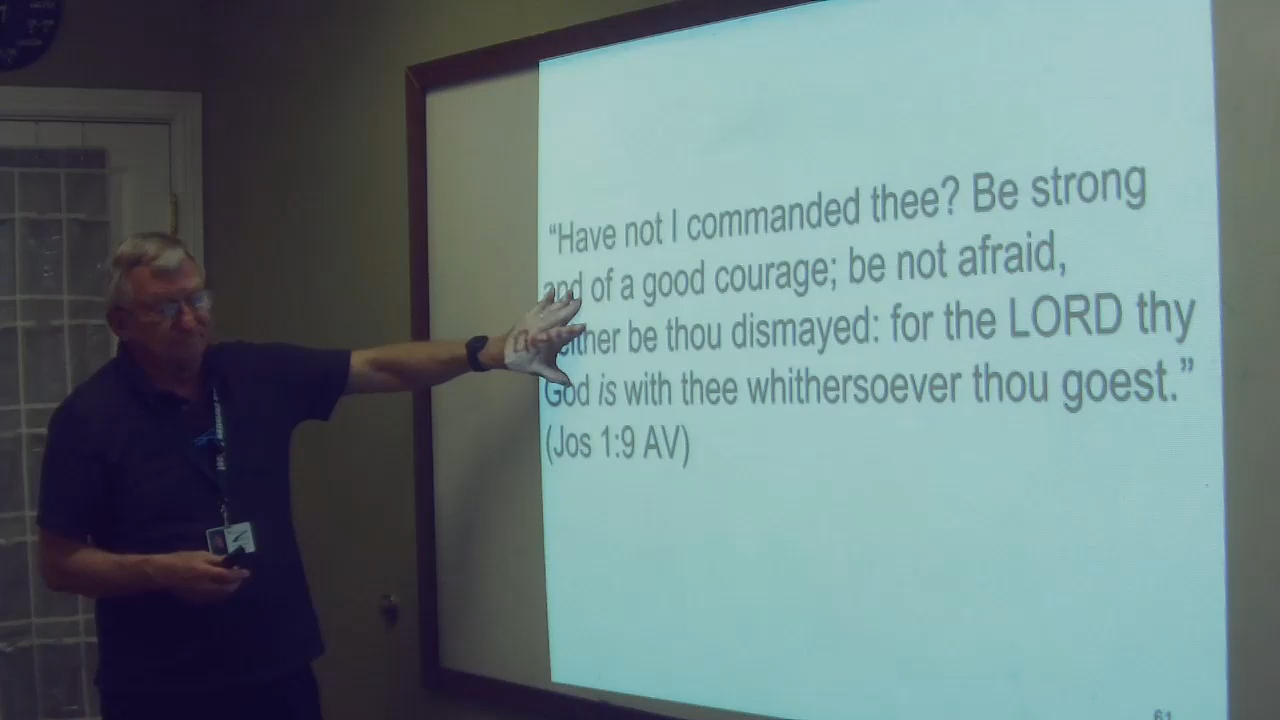 “Have not I commanded thee? Be strong
and of a good courage; be not afraid,
neither be thou dismayed: for the LORD thy
God is with thee whithersoever thou goest.”
(Jos 1:9 AV)
61